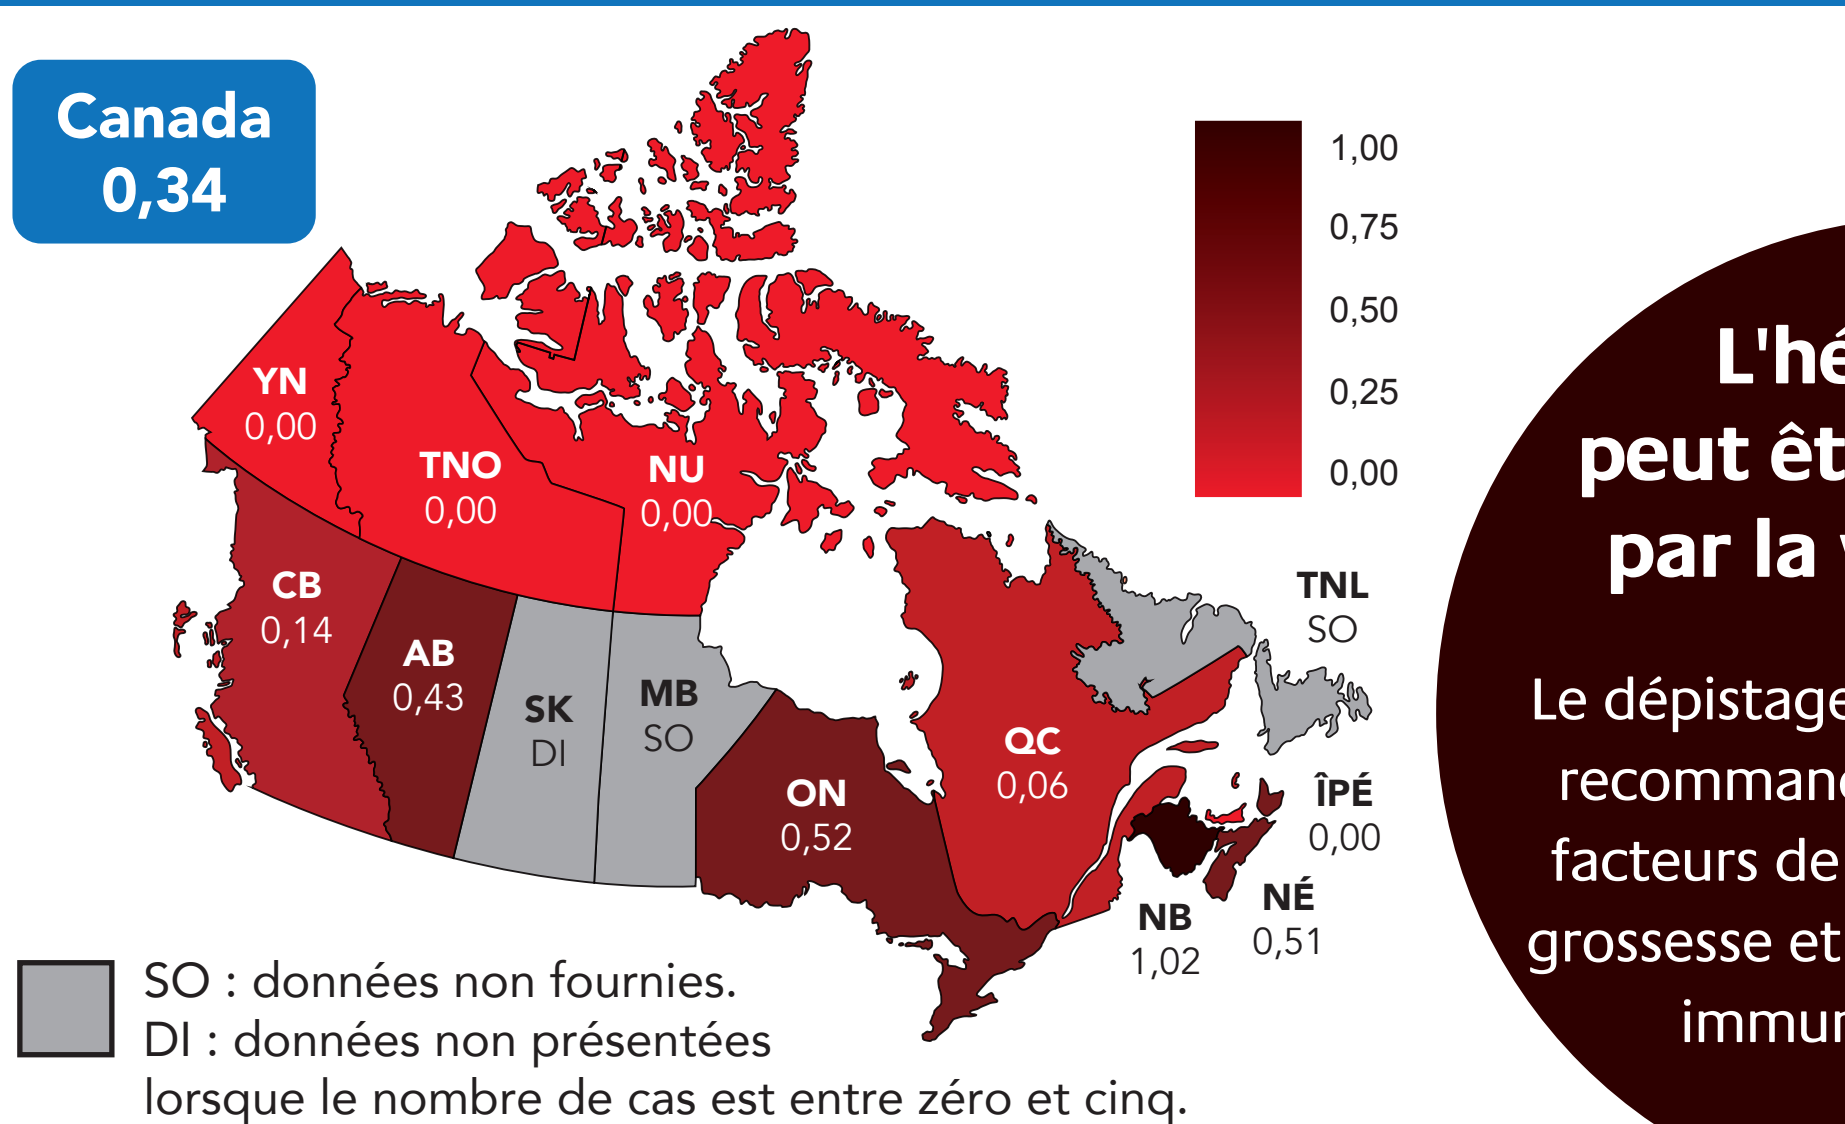 Canada
0,34
1,00
0,75
0,50
0,25
0,00
YN
0,00
TNO
0,00
NU
0,00
CB
0,14
AB
0,43
SK
DI
MB
SO
ON
0,52
QC
0,06
TNL
SO
ÎPÉ
0,00
NÉ
0,51
NB
1,02
SO : données non fournies.
DI : données non présentées
lorsque le nombre de cas est entre zéro et cinq.
L'hé
peut êt
par la
Le dépistage
recommand
facteurs de
grossesse et
immun